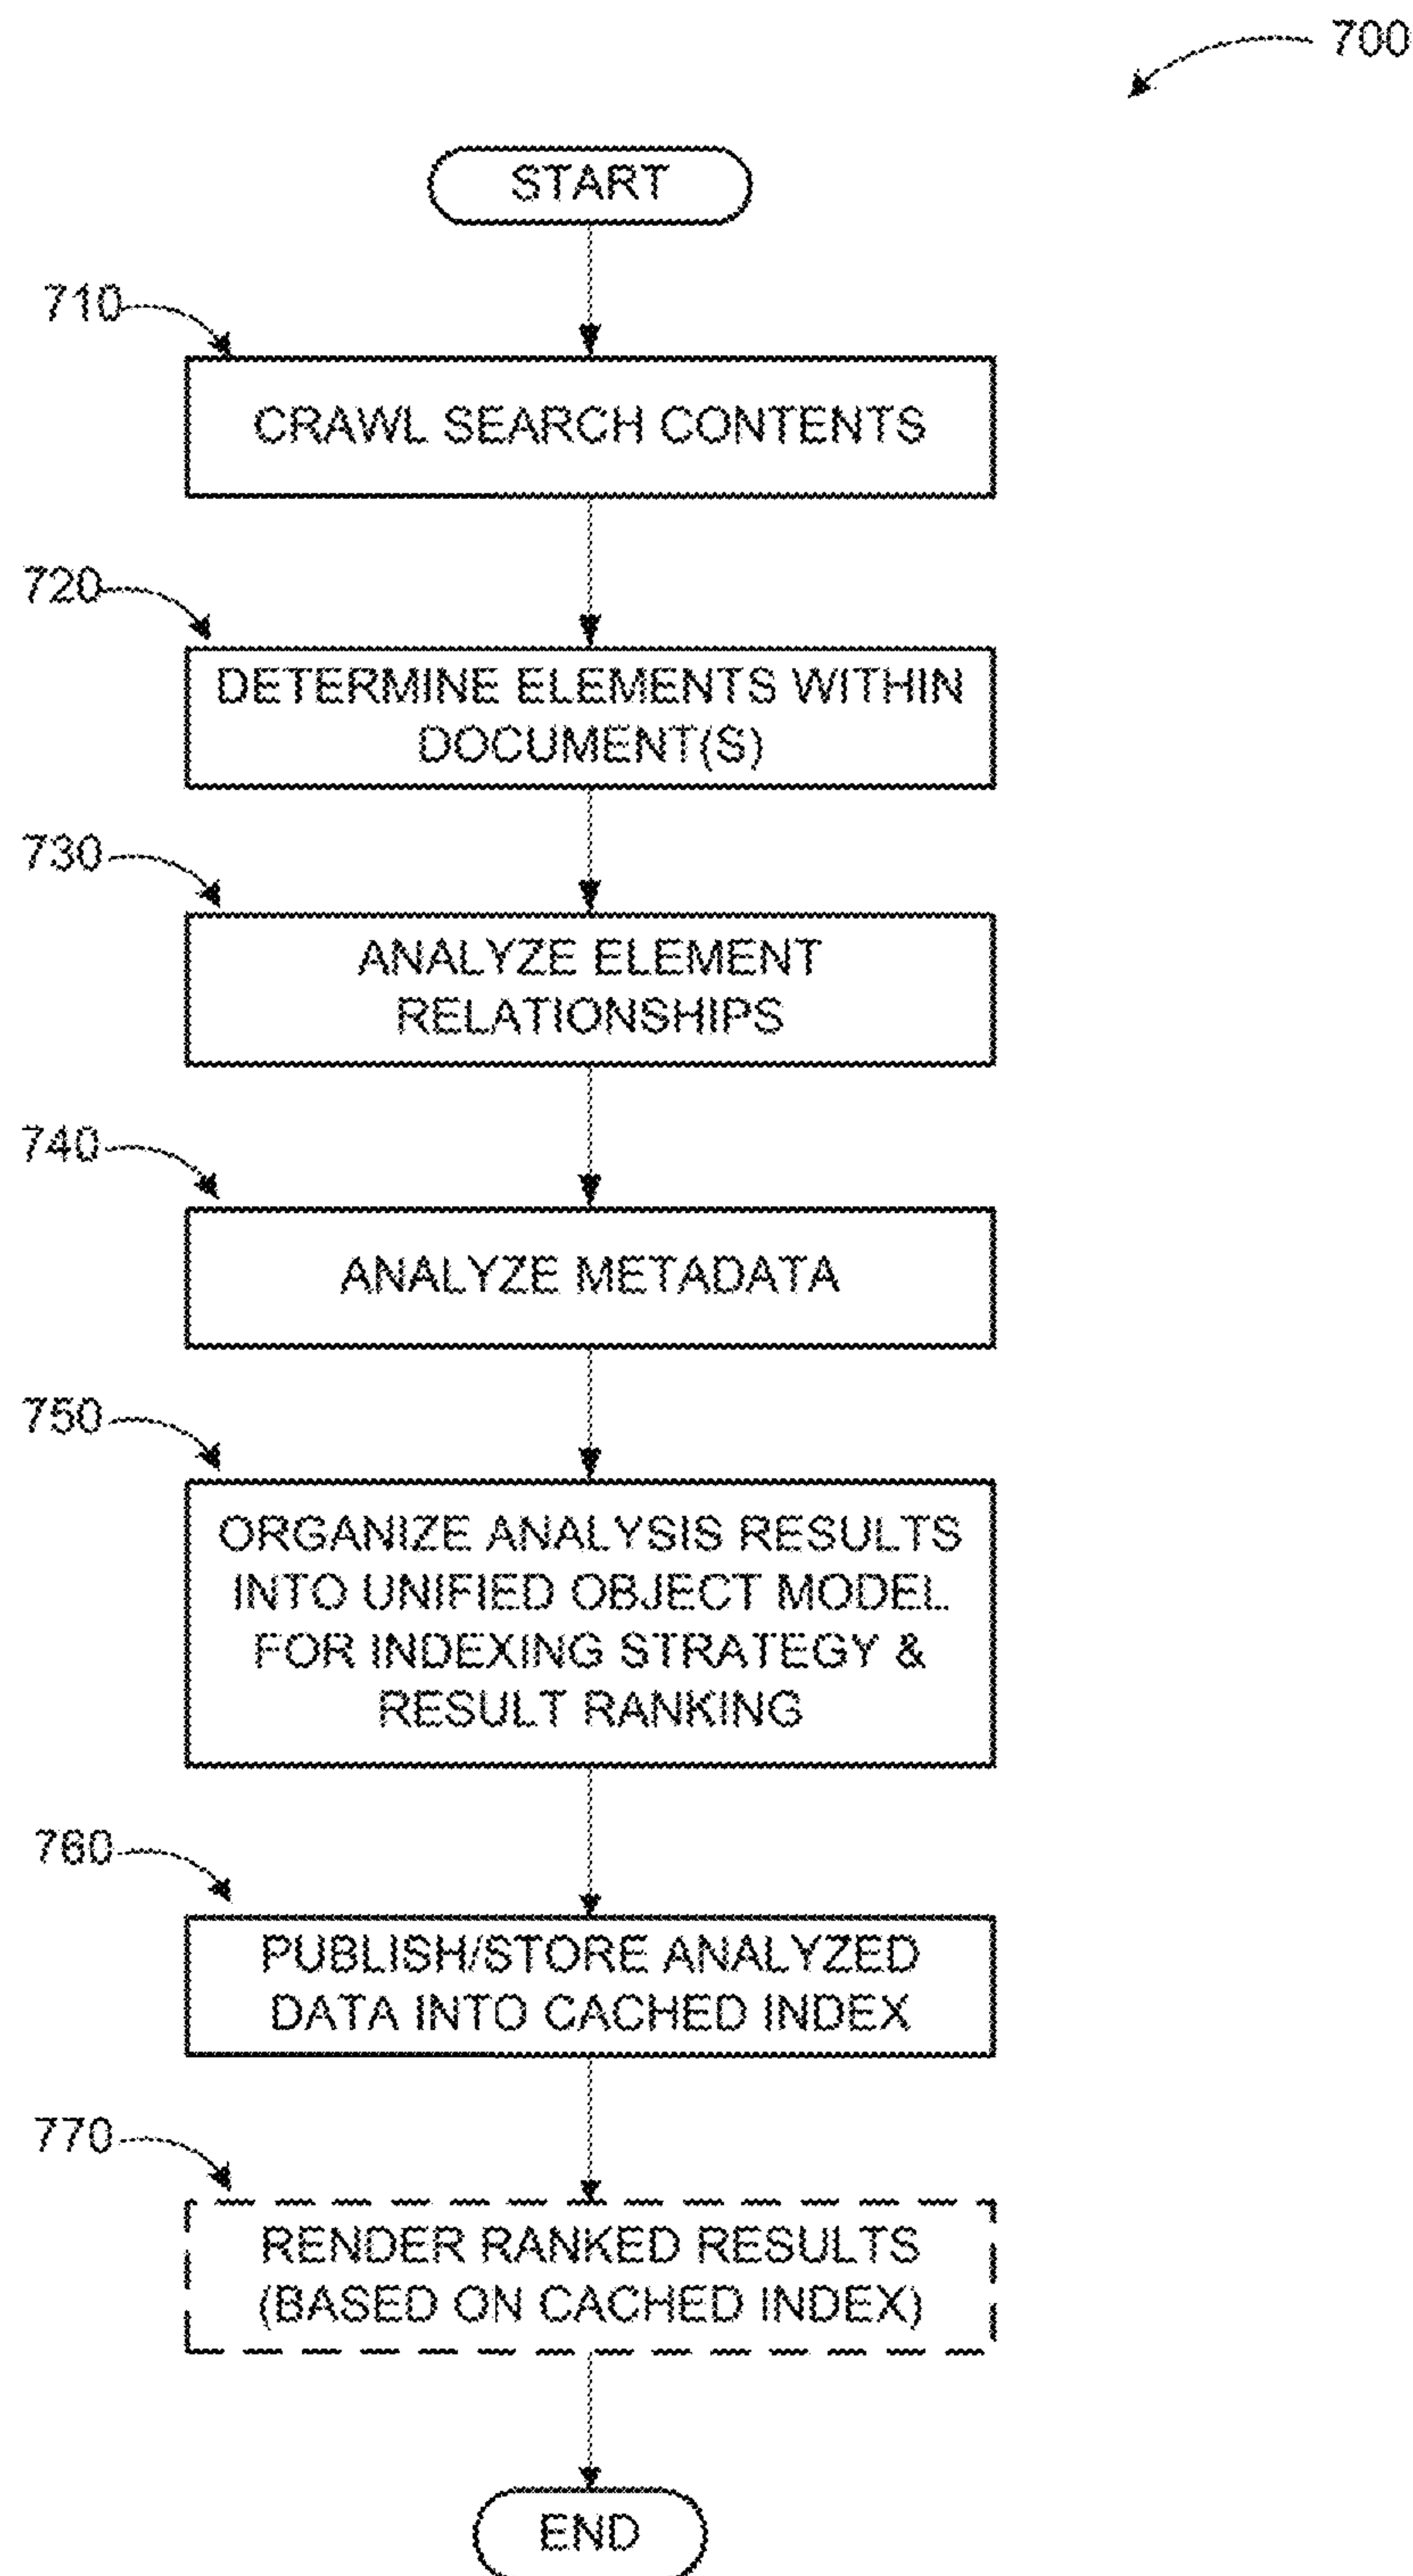 700
START
710
CRAWL SEARCH CONTENTS
720
DETERMINE ELEMENTS WITHIN
DOCUMENT(S)
730
ANALYZE ELEMENT
RELATIONSHIPS
740
ANALYZE METADATA
750
ORGANIZE ANALYSIS RESULTS
INTO UNIFIED OBJECT MODEL
FOR INDEXING STRATEGY &
RESULT RANKING
760
PUBLISH/STORE ANALYZED
DATA INTO CACHED INDEX
770
RENDER RANKED RESULTS
(BASED ON CACHED INDEX)
END